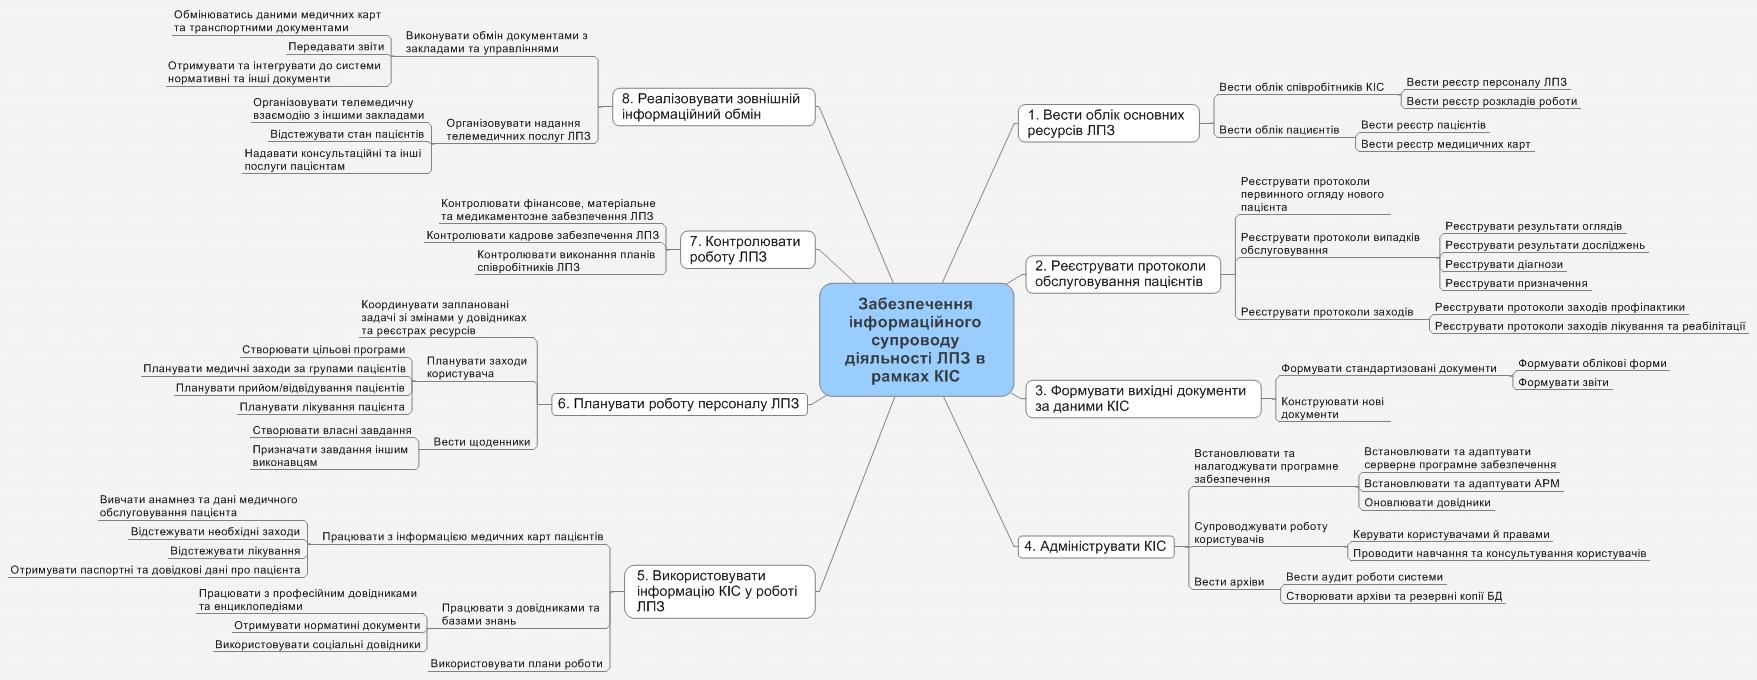 Забезпечення
інформаційного
супроводу
діяльності ЛПЗ в
рамках КІС
1. Вести облік основних
ресурсів ЛПЗ
Вести облік співробітників КІС
Вести реєстр персоналу ЛПЗ
Вести реєстр розкладів роботи
Вести облік пацієнтів
Вести реєстр пацієнтів
Вести реєстр медицичних карт
2. Реєструвати протоколи
обслуговування пацієнтів
Реєструвати протоколи
первинного огляду нового
пацієнта
Реєструвати протоколи випадків
обслуговування
Реєструвати результати оглядів
Реєструвати результати досліджень
Реєструвати діагнози
Реєструвати призначення
Реєструвати протоколи заходів
Реєструвати протоколи заходів профілактики
Реєструвати протоколи заходів лікування та реабілітації
3. Формувати вихідні документи
за даними КІС
Формувати стандартизовані документи
Формувати облікові форми
Формувати звіти
Конструювати нові
документи
4. Адмініструвати КІС
Встановлювати та
налагоджувати програмне
забезпечення
Встановлювати та адаптувати
серверне програмне забезпечення
Встановлювати та адаптувати АРМ
Оновлювати довідники
Супроводжувати роботу
користувачів
Керувати користувачами й правами
Проводити навчання та консультування користувачів
Вести архіви
Вести аудит роботи системи
Створювати архіви та резервні копії БД
5. Використовувати
інформацію КІС у роботі
ЛПЗ
Працювати з інформацією медичних карт пацієнтів
Вивчати анамнез та дані медичного
обслуговування пацієнта
Відстежувати необхідні заходи
Відстежувати лікування
Отримувати паспортні та довідкові дані про пацієнта
Працювати з довідниками та
базами знань
Працювати з професійним довідниками
та енциклопедіями
Отримувати норматині документи
Використовувати соціальні довідники
Використовувати плани роботи
6. Планувати роботу персоналу ЛПЗ
Координувати заплановані
задачі зі змінами у довідниках
та реєстрах ресурсів
Планувати заходи
користувача
Створювати цільові програми
Планувати медичні заходи за групами пацієнтів
Планувати прийом/відвідування пацієнтів
Планувати лікування пацієнта
Вести щоденники
Створювати власні завдання
Призначати завдання іншим
виконавцям
7. Контролювати
роботу ЛПЗ
Контролювати фінансове, матеріальне
та медикаментозне забезпечення ЛПЗ
Контролювати кадрове забезпечення ЛПЗ
Контролювати виконання планів
співробітників ЛПЗ
8. Реалізовувати зовнішній
інформаційний обмін
Виконувати обмін документами з
закладами та управліннями
Обмінюватись даними медичних карт
та транспортними документами
Передавати звіти
Отримувати та інтегрувати до системи
нормативні та інші документи
Організовувати надання
телемедичних послуг ЛПЗ
Організовувати телемедичну
взаємодію з іншими закладами
Відстежувати стан пацієнтів
Надавати консультаційні та інші
послуги пацієнтам